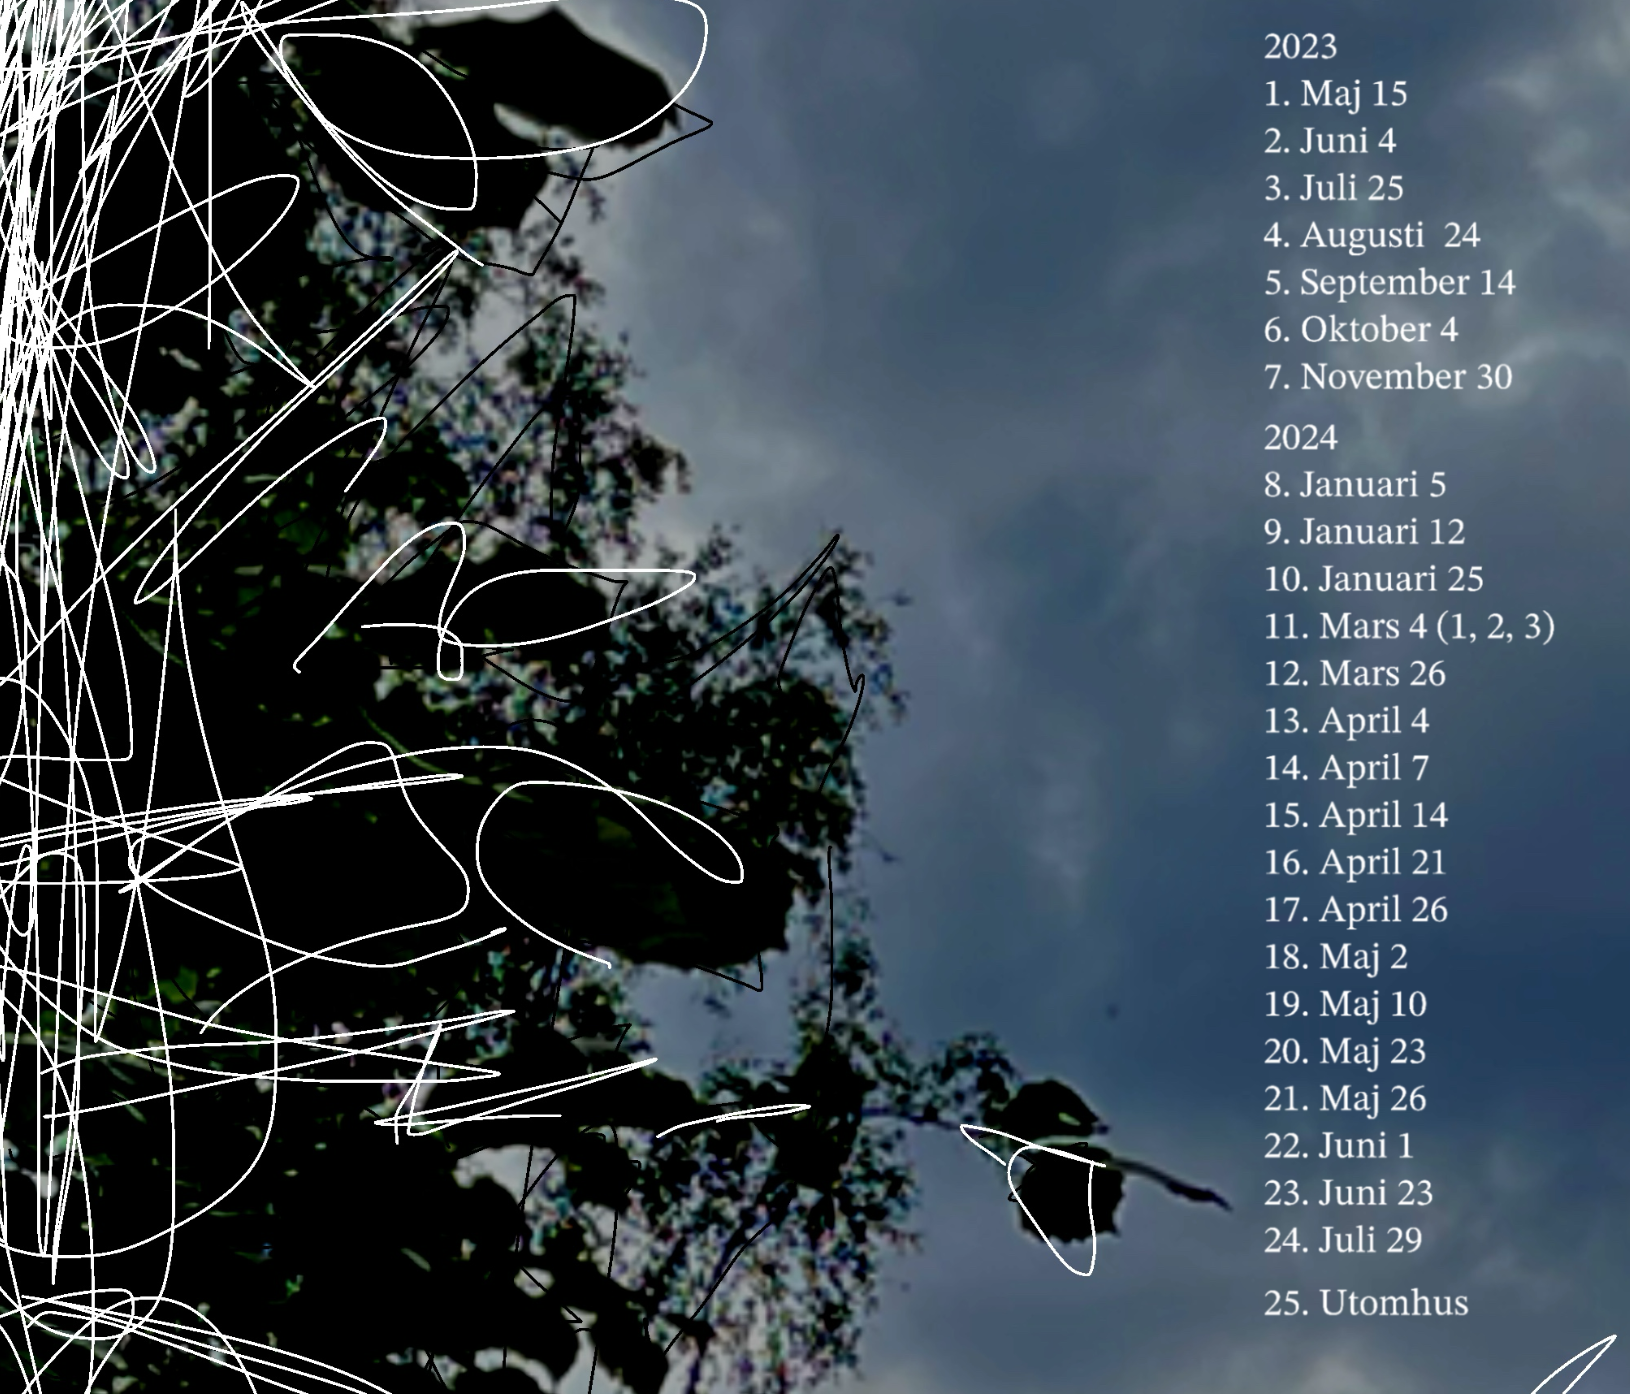 2023
1. Maj 15
2. Juni 4
3. Juli 25
4. Augusti  24
5. September 14
6. Oktober 4
7. November 30
2024
8. Januari 5
9. Januari 12
10. Januari 25
11. Mars 4 (1, 2, 3)
12. Mars 26
13. April 4
14. April 7
15. April 14
16. April 21
17. April 26
18. Maj 2
19. Maj 10
20. Maj 23
21. Maj 26
22. Juni 1
23. Juni 23
24. Juli 29
25. Utomhus